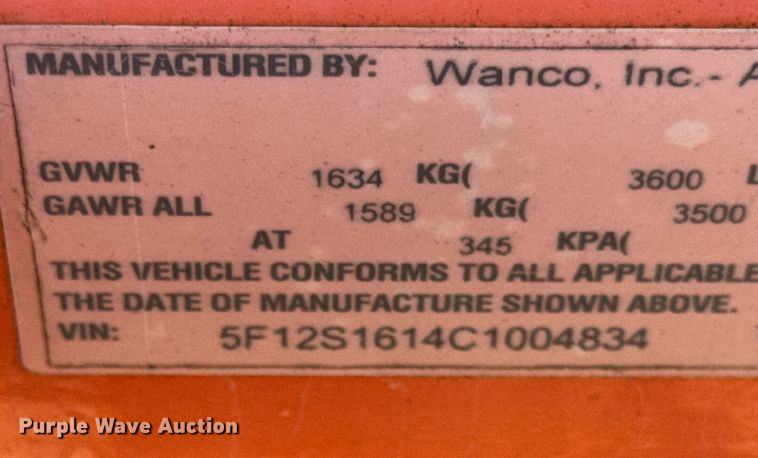 MANUFACTURED BY: Wanco, Inc.- A
GVWR 1634 KG( 3600 L
GAWR ALL 1589 KG( 3500
AT 345 KPA(
THIS VEHICLE CONFORMS TO ALL APPLICABLE
THE DATE OF MANUFACTURE SHOWN ABOVE.
VIN: 5F12S1614C1004834
Purple Wave Auction